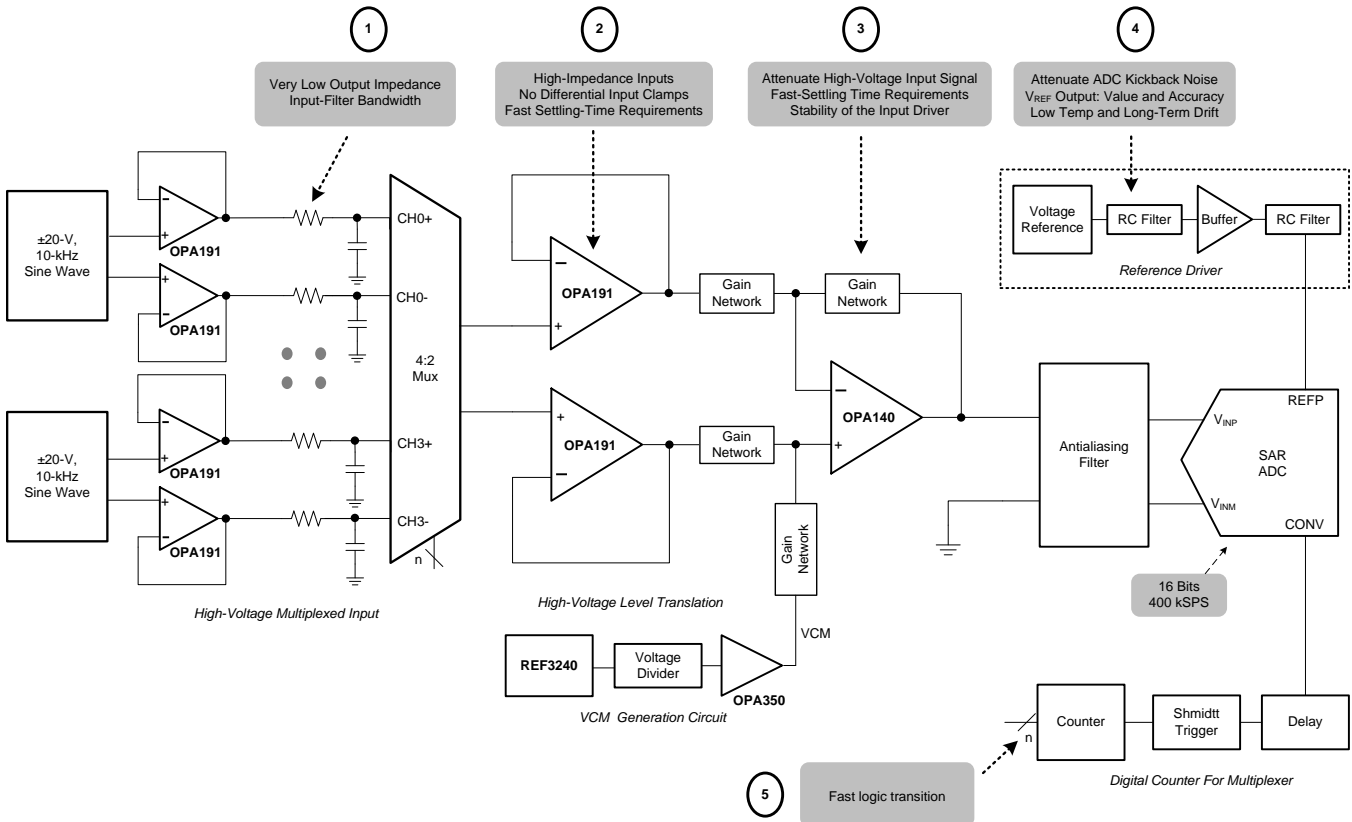 1
2
3
4
Very Low Output Impedance
Input-Filter Bandwidth
High-Impedance Inputs
No Differential Input Clamps
Fast Settling-Time Requirements
Attenuate High-Voltage Input Signal
Fast-Settling Time Requirements
Stability of the Input Driver
Attenuate ADC Kickback Noise
VREF Output: Value and Accuracy
Low Temp and Long-Term Drift
±20-V,
10-kHz
Sine Wave
-
+
OPA191
+
-
OPA191
CH0+
CH0-
4:2
Mux
CH3+
CH3-
n
±20-V,
10-kHz
Sine Wave
-
+
OPA191
+
-
OPA191
High-Voltage Multiplexed Input
-
OPA191
+
+
OPA191
-
High-Voltage Level Translation
Gain
Network
Gain
Network
Gain
Network
Gain
Network
-
OPA140
+
VCM
REF3240
Voltage
Divider
OPA350
VCM Generation Circuit
Voltage
Reference
RC Filter
Buffer
RC Filter
Reference Driver
Antialiasing
Filter
REFP
VINP
SAR
ADC
VINM
CONV
16 Bits
400 kSPS
n
Counter
Shmidtt
Trigger
Delay
Digital Counter For Multiplexer
5
Fast logic transition